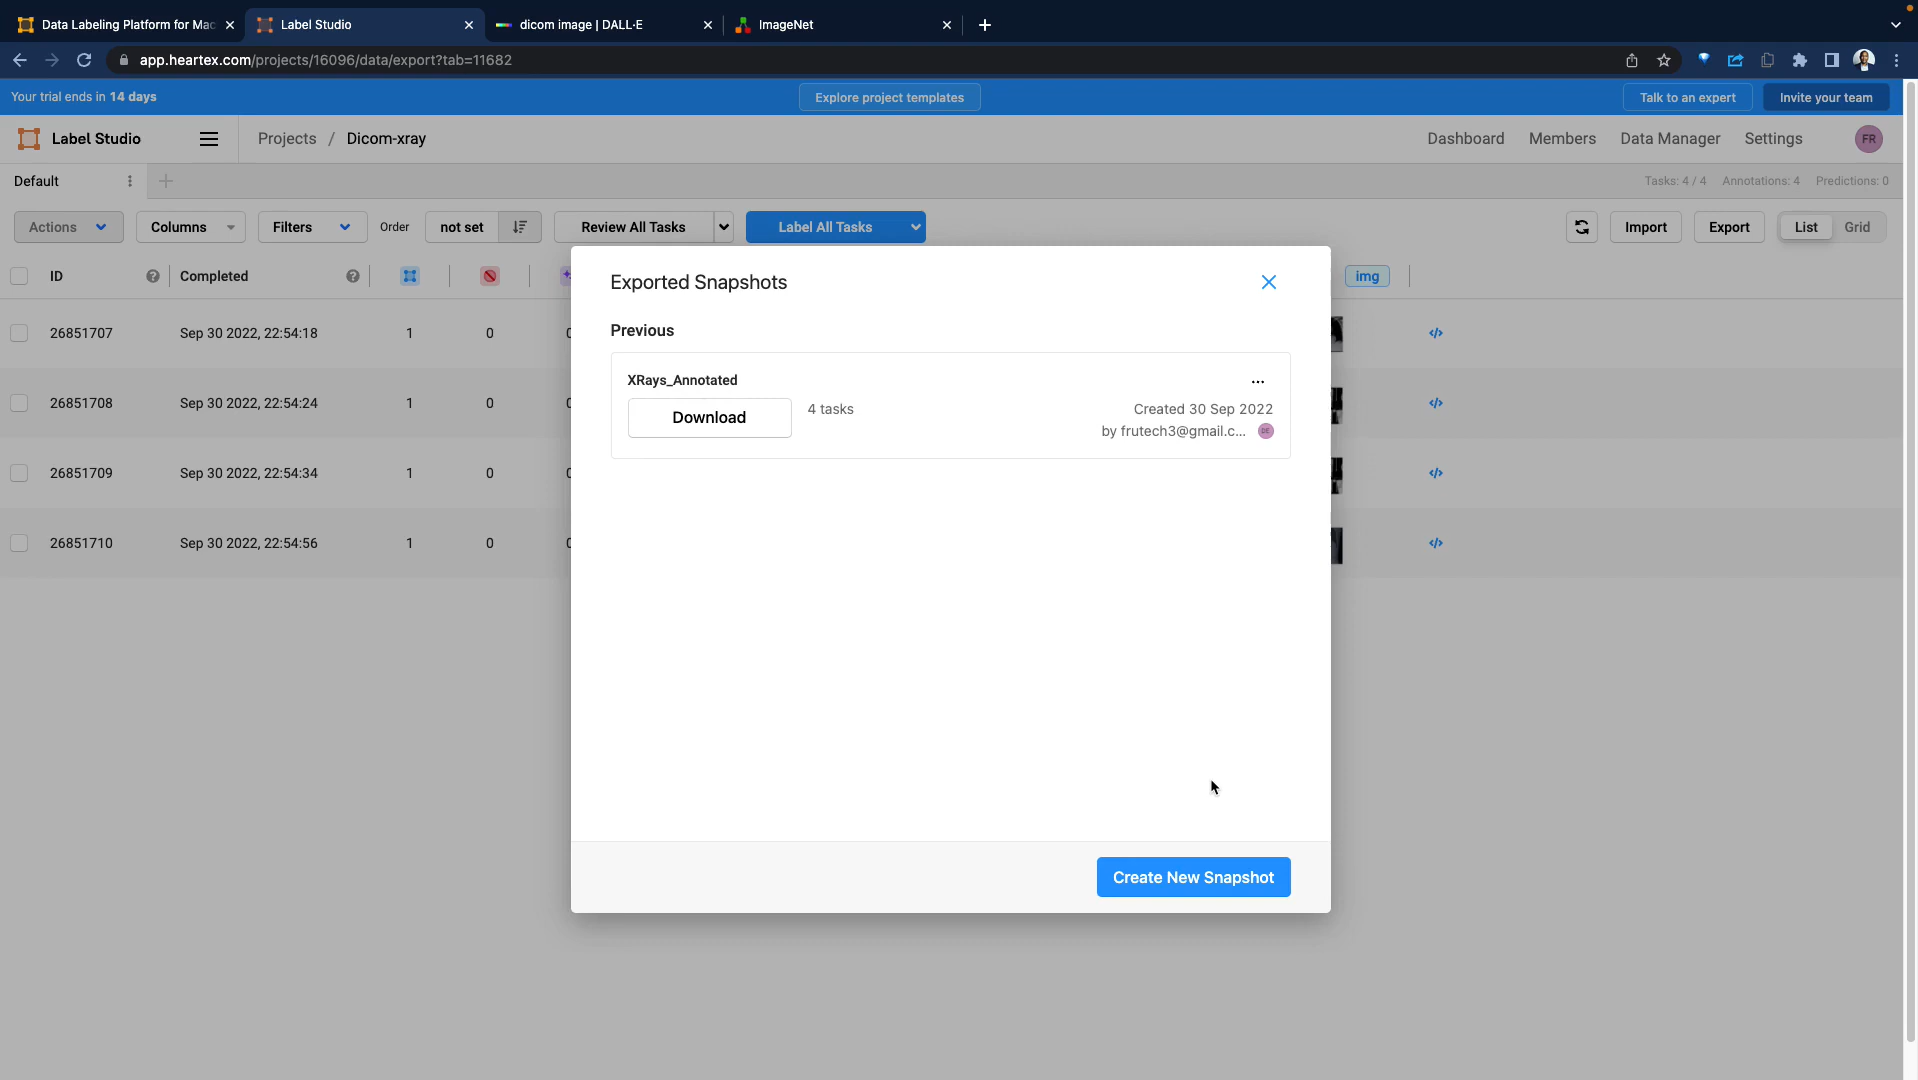 Data Labeling Platform for Mac
Label Studio
dicom image | DALL·E
ImageNet
app.heartex.com/projects/16096/data/export?tab=11682
Your trial ends in 14 days
Explore project templates
Talk to an expert
Invite your team
Label Studio
Projects / Dicom-xray
Dashboard
Members
Data Manager
Settings
FR
Default
Tasks: 4 / 4
Annotations: 4
Predictions: 0
Actions
Columns
Filters
Order
not set
Review All Tasks
Label All Tasks
Import
Export
List
Grid
ID
Completed
img
26851707 Sep 30 2022, 22:54:18 1 0
26851708 Sep 30 2022, 22:54:24 1 0
26851709 Sep 30 2022, 22:54:34 1 0
26851710 Sep 30 2022, 22:54:56 1 0
Exported Snapshots
Previous
XRays_Annotated
...
Download
4 tasks
Created 30 Sep 2022
by frutech3@gmail.c...
Create New Snapshot